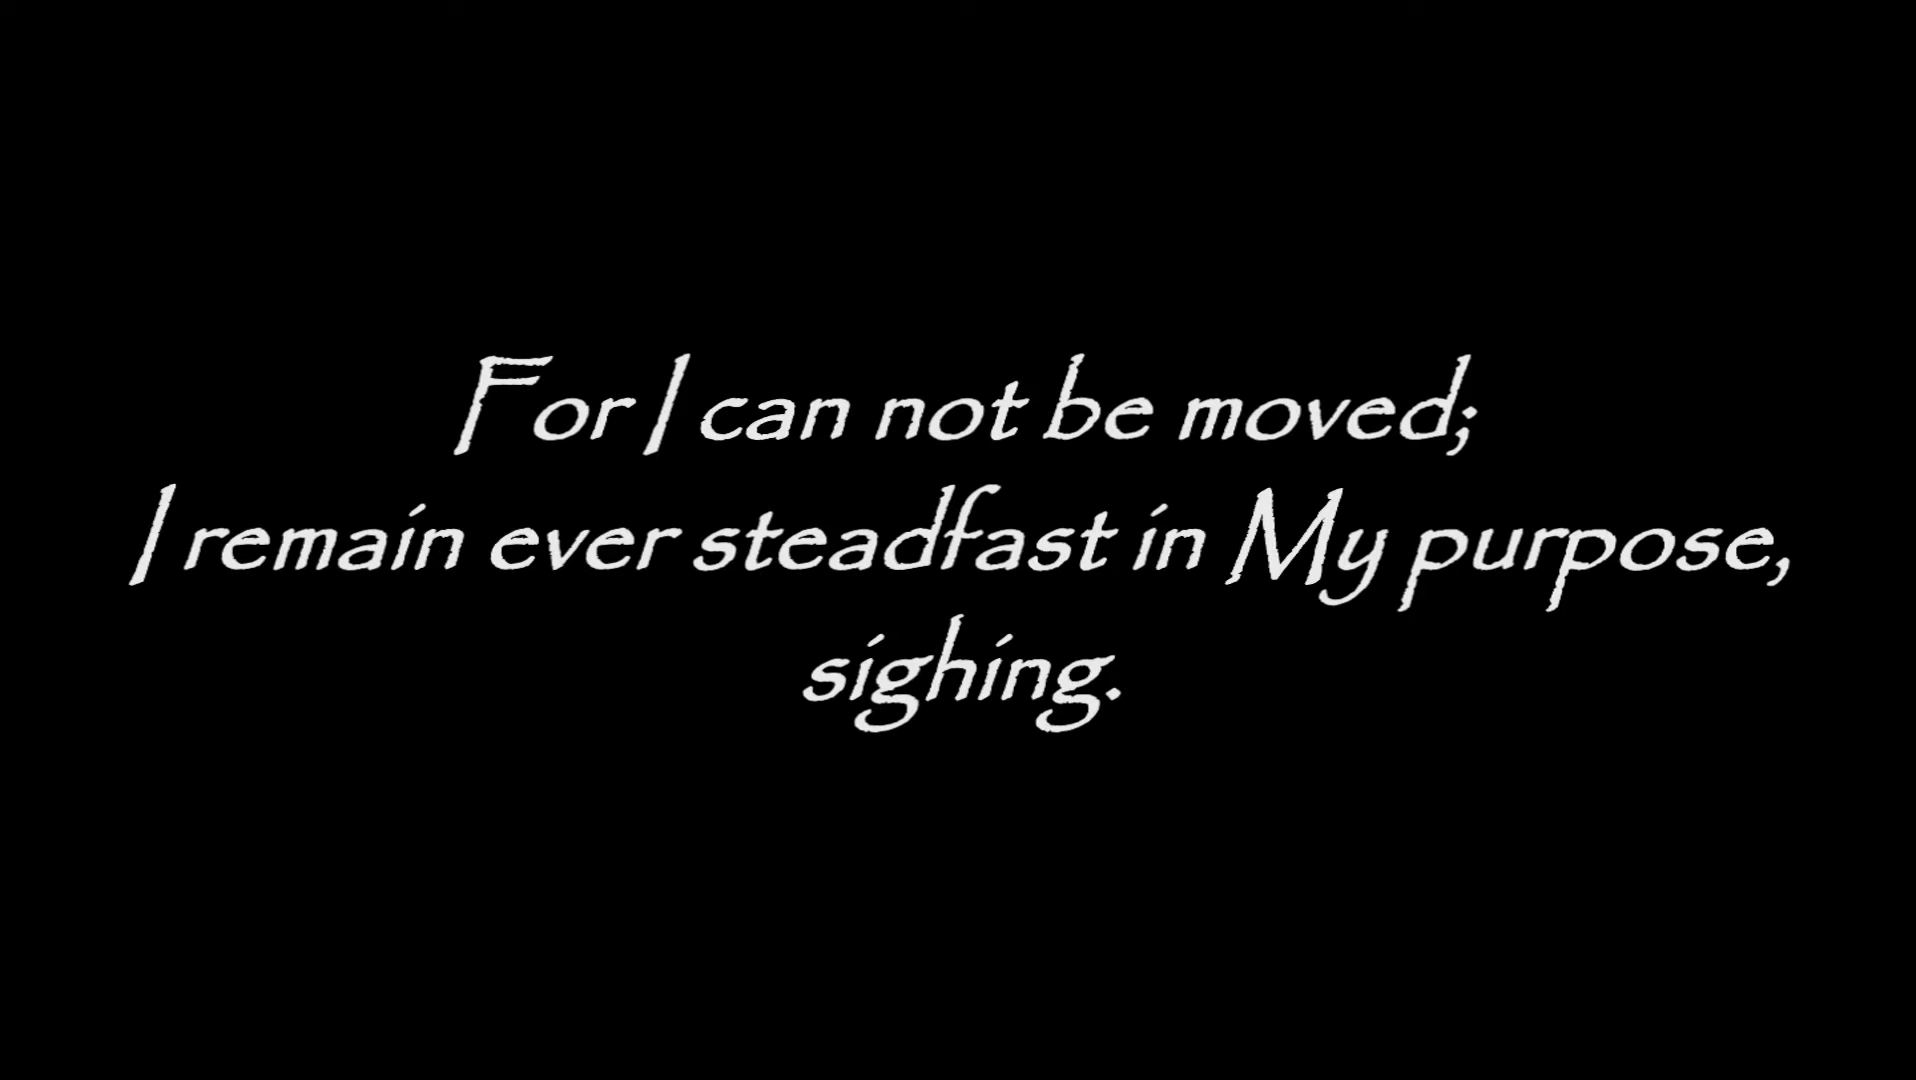 For I can not be moved;
I remain ever steadfast in My purpose,
sighing.